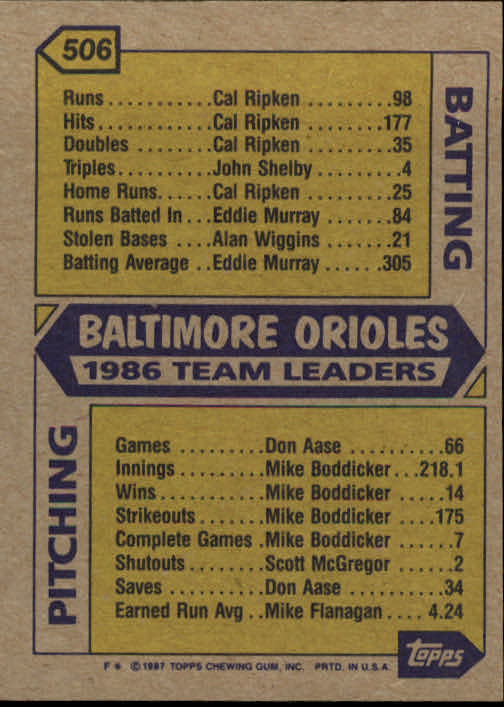 506
BATTING
Runs ........... Cal Ripken ......... 98
Hits ........... Cal Ripken ......... 177
Doubles ........ Cal Ripken ......... 35
Triples .......... John Shelby ......... 4
Home Runs ...... Cal Ripken ......... 25
Runs Batted In ... Eddie Murray ...... 84
Stolen Bases .... Alan Wiggins ....... 21
Batting Average .. Eddie Murray ...... .305
BALTIMORE ORIOLES
1986 TEAM LEADERS
PITCHING
Games ......... Don Aase .......... 66
Innings ......... Mike Boddicker ... 218.1
Wins ........... Mike Boddicker ..... 14
Strikeouts ....... Mike Boddicker .... 175
Complete Games . Mike Boddicker ...... 7
Shutouts ........ Scott McGregor ...... 2
Saves .......... Don Aase .......... 34
Earned Run Avg .. Mike Flanagan .... 4.24
topps
F * © 1987 TOPPS CHEWING GUM, INC. PRTD. IN U.S.A.